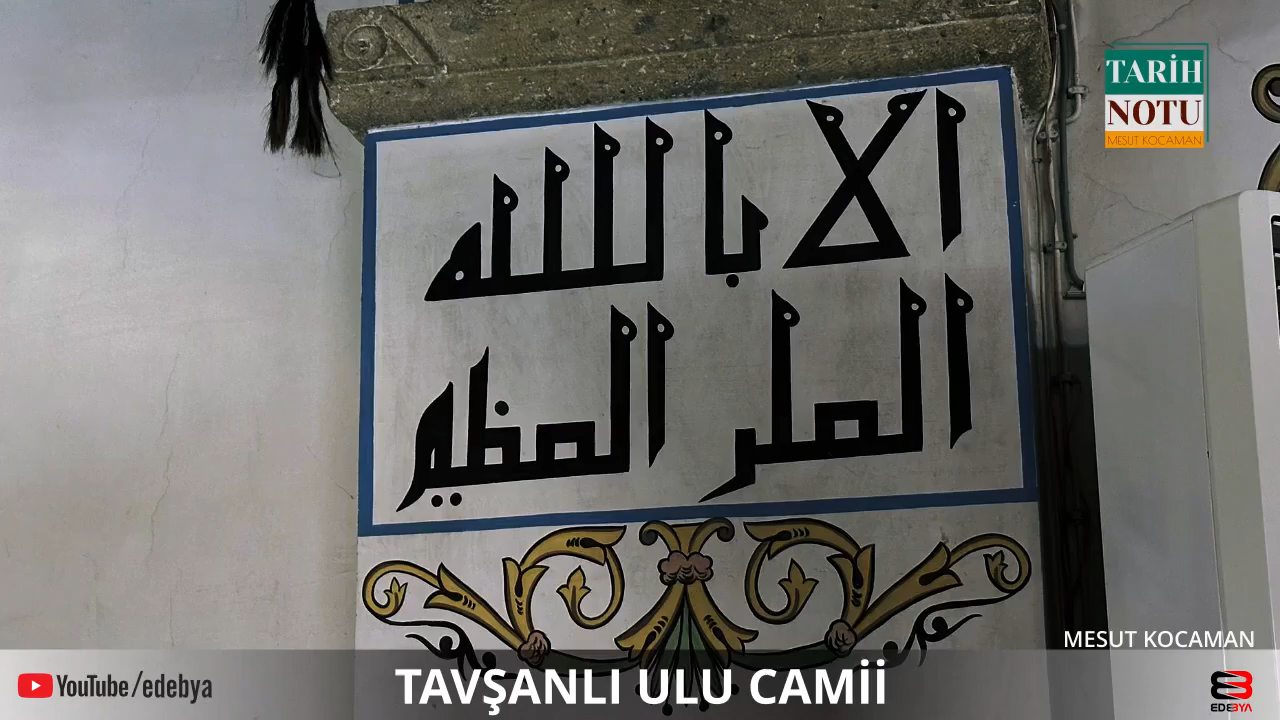 الا بالله
العلي العظيم
TARİH
NOTU
MESUT KOCAMAN
MESUT KOCAMAN
YouTube/edebya
TAVŞANLI ULU CAMİİ
EDEBYA